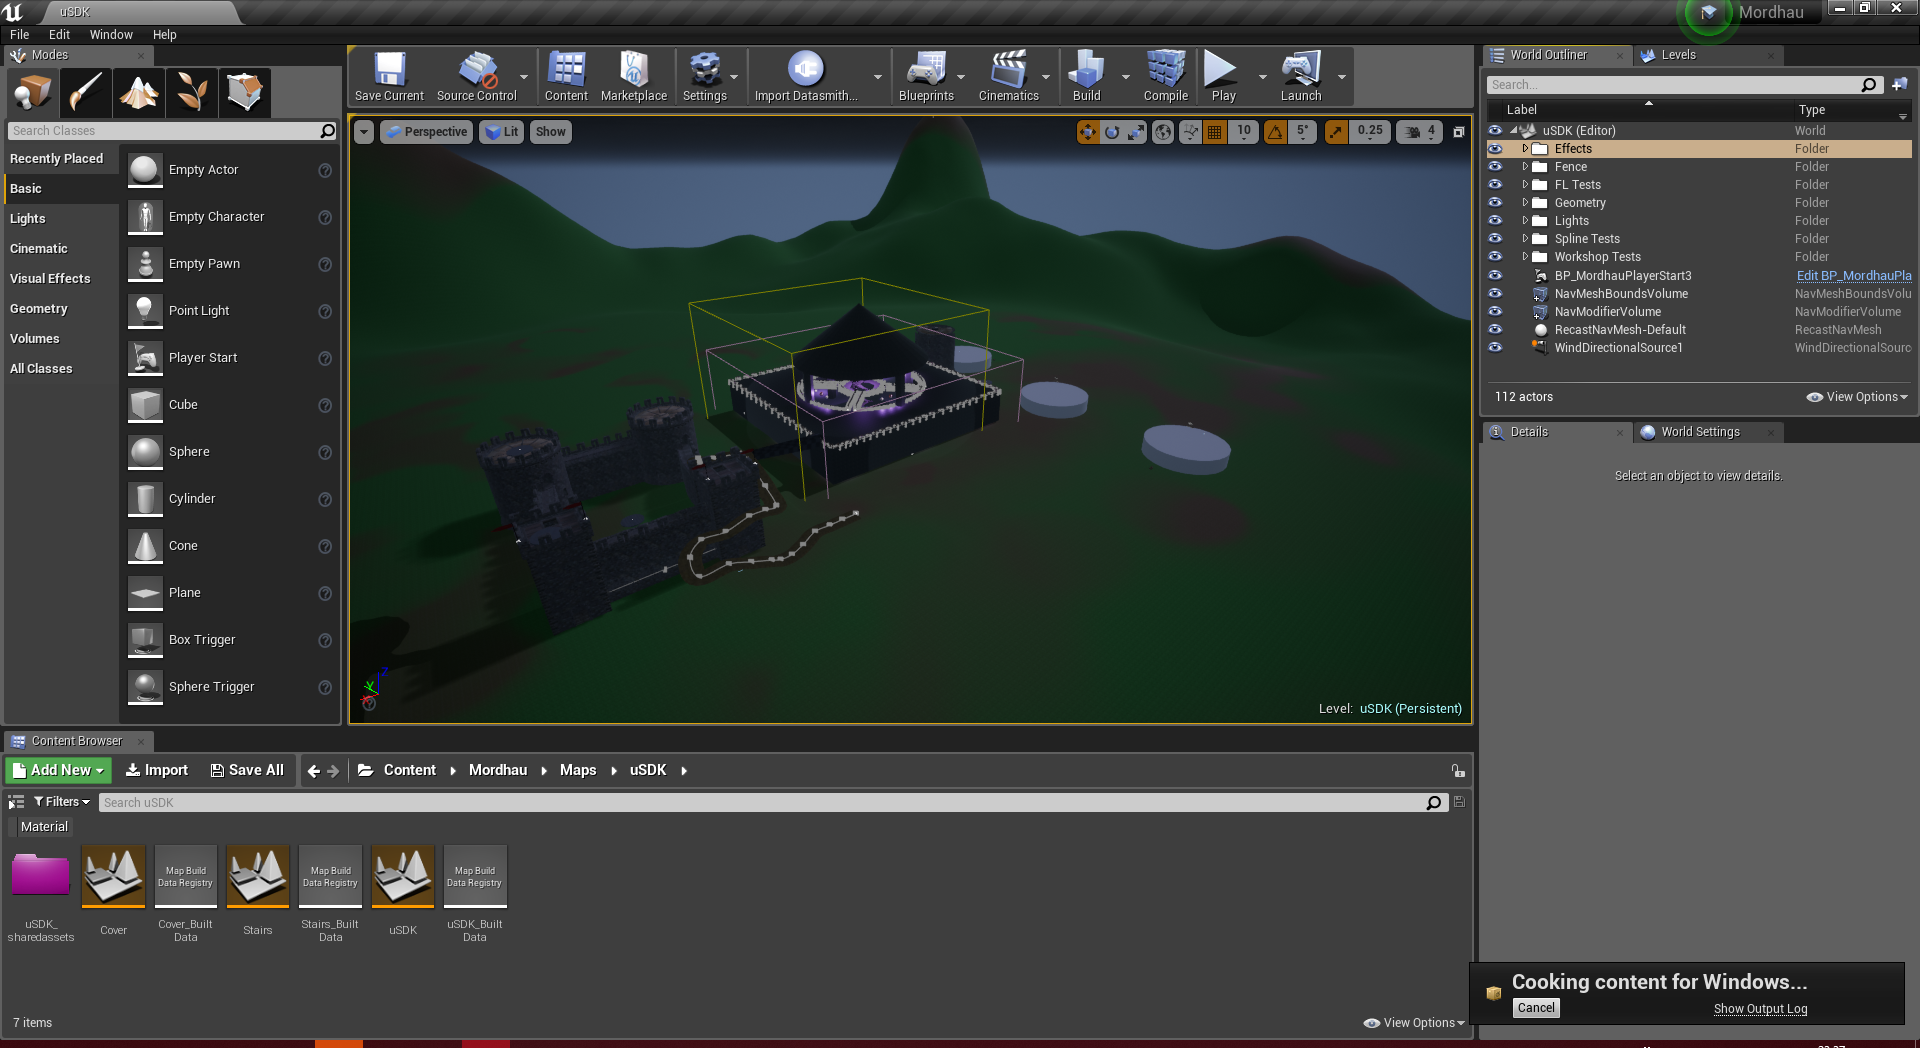 uSDK
Mordhau
File Edit Window Help
Modes
Search Classes
Recently Placed
Basic
Lights
Cinematic
Visual Effects
Geometry
Volumes
All Classes
Empty Actor
Empty Character
Empty Pawn
Point Light
Player Start
Cube
Sphere
Cylinder
Cone
Plane
Box Trigger
Sphere Trigger
Save Current Source Control Content Marketplace Settings Import Datasmith... Blueprints Cinematics Build Compile Play Launch
Perspective Lit Show
10 5° 0.25 4
Level: uSDK (Persistent)
World Outliner Levels
Search...
Label Type
uSDK (Editor) World
Effects Folder
Fence Folder
FL Tests Folder
Geometry Folder
Lights Folder
Spline Tests Folder
Workshop Tests Folder
BP_MordhauPlayerStart3 Edit BP_MordhauPla
NavMeshBoundsVolume NavMeshBoundsVolu
NavModifierVolume NavModifierVolume
RecastNavMesh-Default RecastNavMesh
WindDirectionalSource1 WindDirectionalSourc
112 actors View Options
Details World Settings
Select an object to view details.
Content Browser
Add New Import Save All Content Mordhau Maps uSDK
Filters Search uSDK
Material
Map Build
Data Registry
Map Build
Data Registry
Map Build
Data Registry
uSDK_
sharedassets
Cover
Cover_Built
Data
Stairs
Stairs_Built
Data
uSDK
uSDK_Built
Data
7 items View Options
Cooking content for Windows...
Cancel Show Output Log